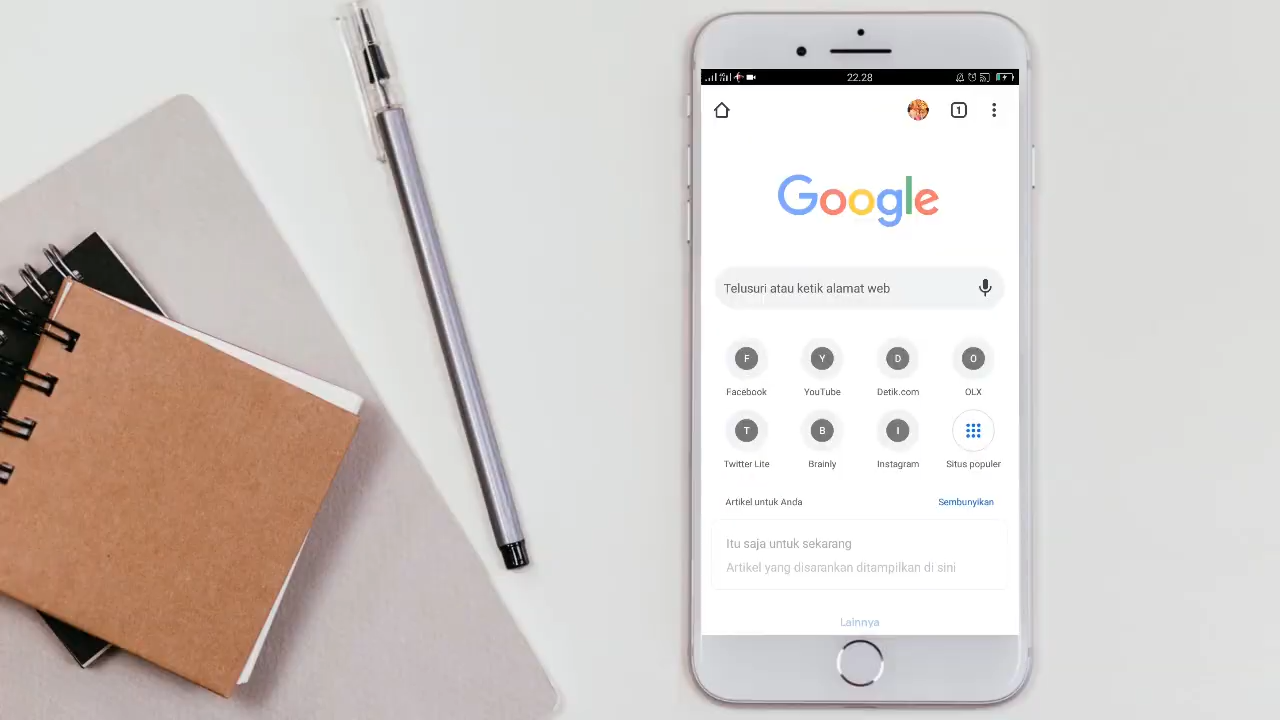 22.28
1
Google
Telusuri atau ketik alamat web
F Y D O
Facebook YouTube Detik.com OLX
T B I
Twitter Lite Brainly Instagram Situs populer
Artikel untuk Anda Sembunyikan
Itu saja untuk sekarang
Artikel yang disarankan ditampilkan di sini
Lainnya